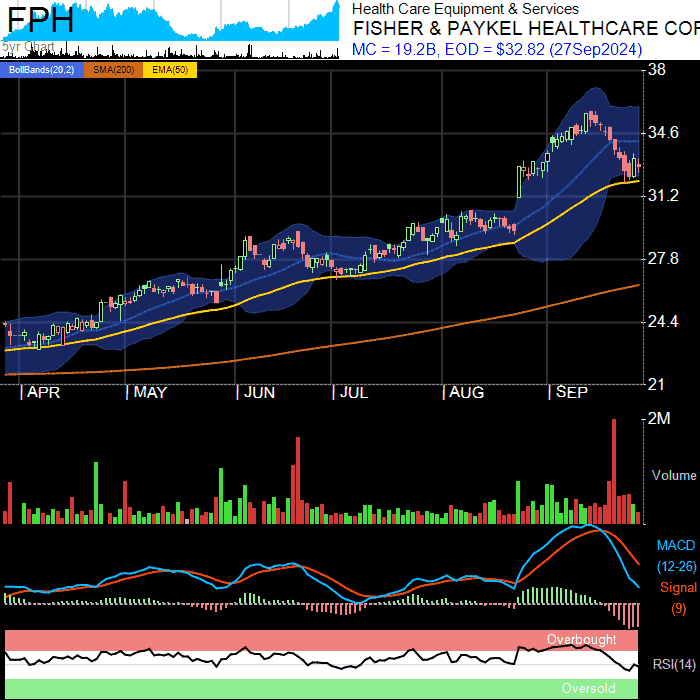 FPH
5yr Chart
Health Care Equipment & Services
FISHER & PAYKEL HEALTHCARE COR
MC = 19.2B, EOD = $32.82 (27Sep2024)
BollBands(20,2) SMA(200) EMA(50)
38
34.6
31.2
27.8
24.4
21
APR MAY JUN JUL AUG SEP
2M
Volume
MACD
(12-26)
Signal
(9)
Overbought
RSI(14)
Oversold